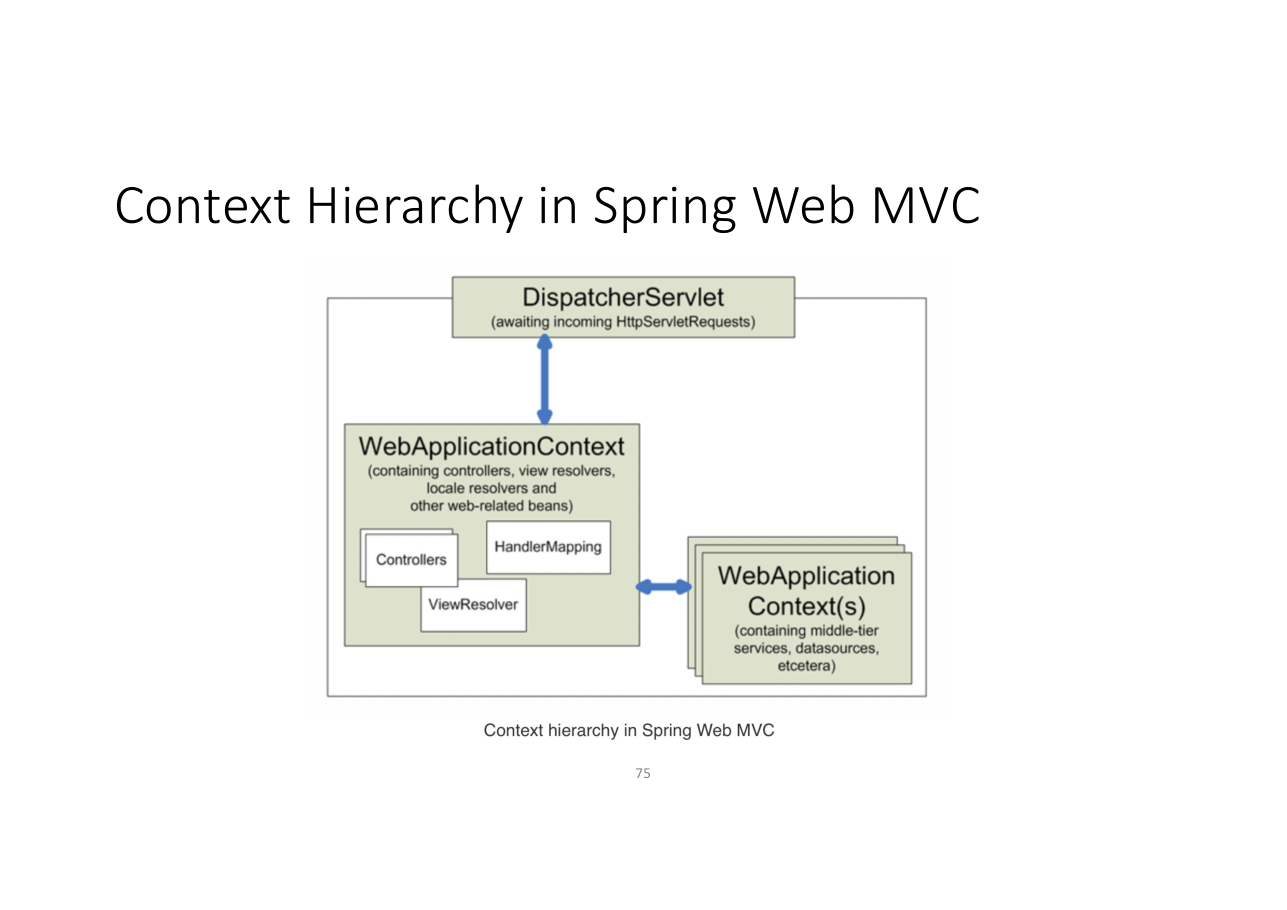 Context Hierarchy in Spring Web MVC
DispatcherServlet
(awaiting incoming HttpServletRequests)
WebApplicationContext
(containing controllers, view resolvers,
locale resolvers and
other web-related beans)
Controllers
HandlerMapping
ViewResolver
WebApplication
Context(s)
(containing middle-tier
services, datasources,
etcetera)
Context hierarchy in Spring Web MVC
75